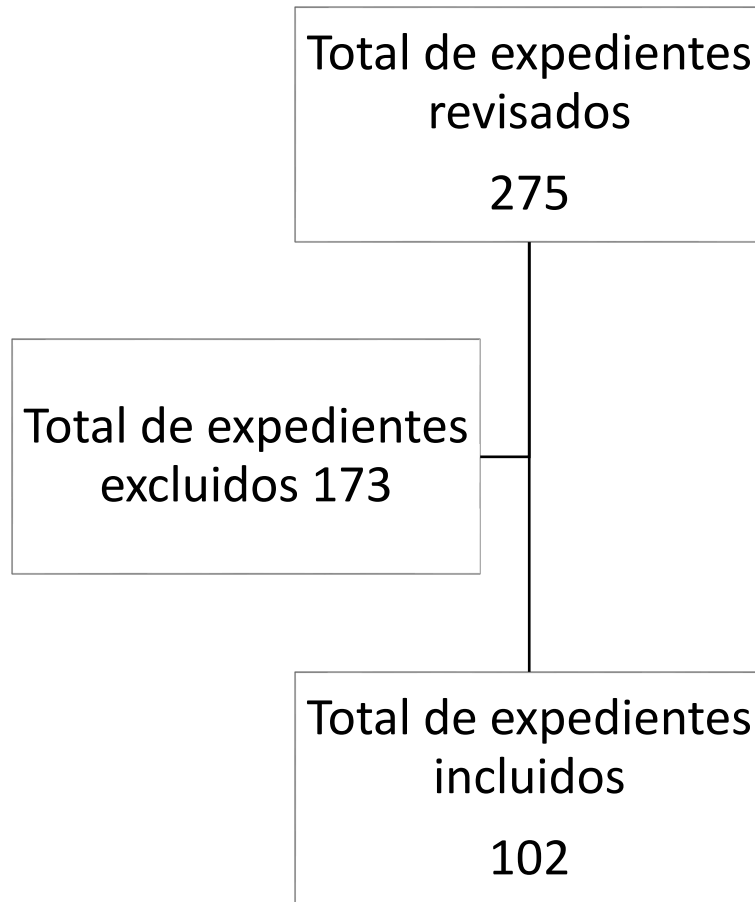 Total de expedientes
revisados
275
Total de expedientes
excluidos 173
Total de expedientes
incluidos
102